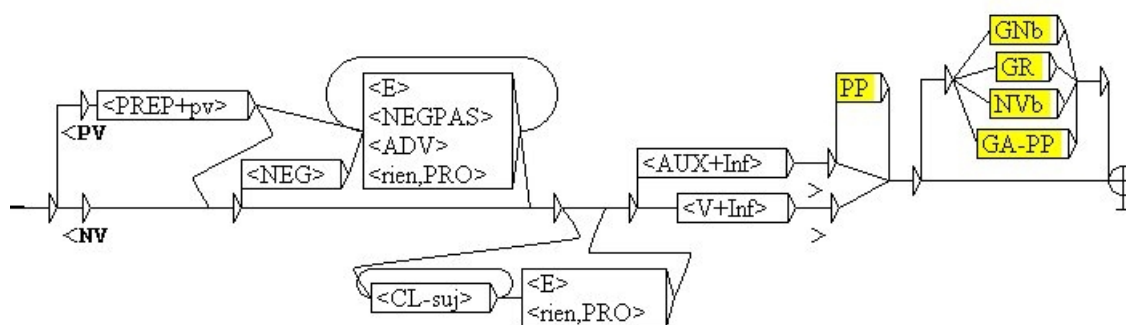 <PREP+pv>
<PV
<NEG>
<E>
<NEGPAS>
<ADV>
<rien,PRO>
<NV
<CL-suj>
<E>
<rien,PRO>
<AUX+Inf>
>
<V+Inf>
>
PP
GNb
GR
NVb
GA-PP